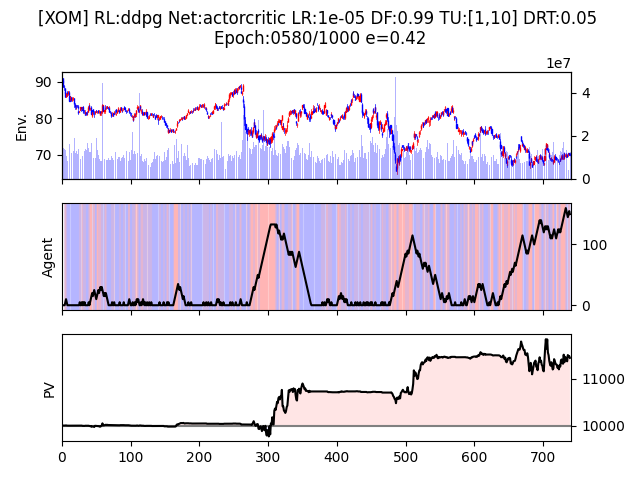 [XOM] RL:ddpg Net:actorcritic LR:1e-05 DF:0.99 TU:[1,10] DRT:0.05
Epoch:0580/1000 e=0.42
1e7
Env.
90
80
70
4
2
0
Agent
100
0
PV
11000
10000
0 100 200 300 400 500 600 700